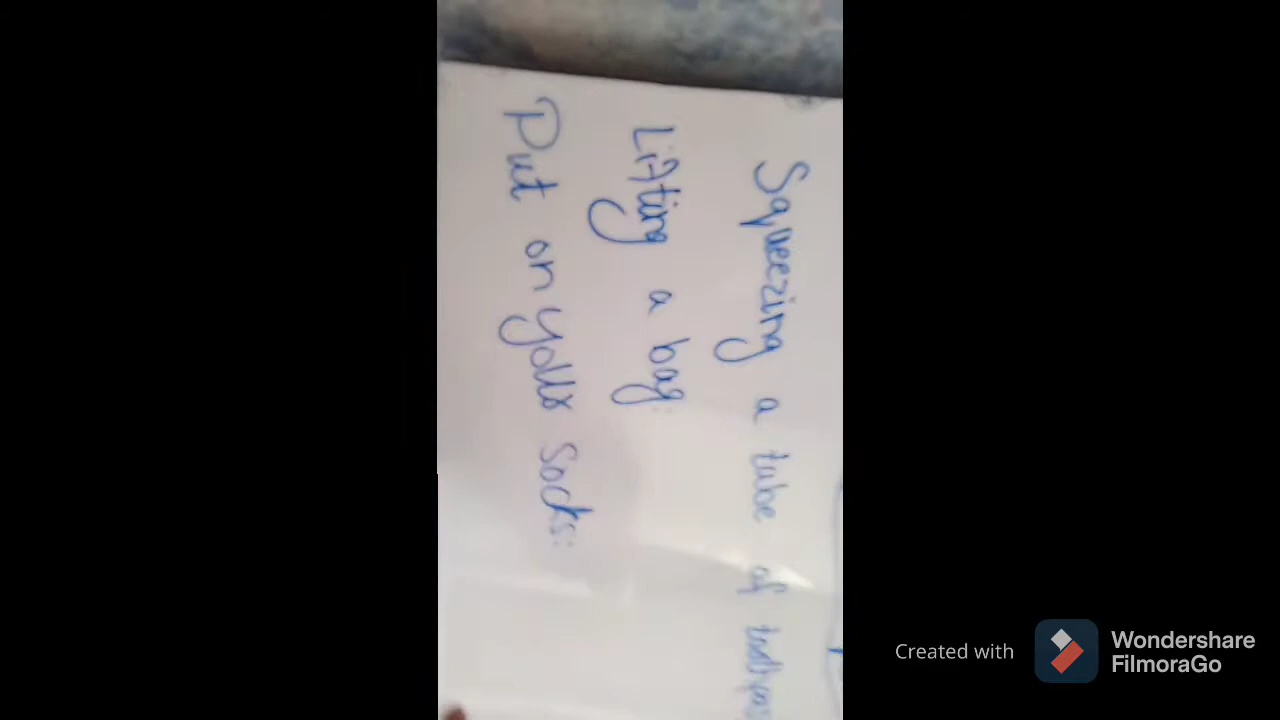 Squeezing a tube of
Lifting a bag:
Put on your socks:
Created with
Wondershare
FilmoraGo